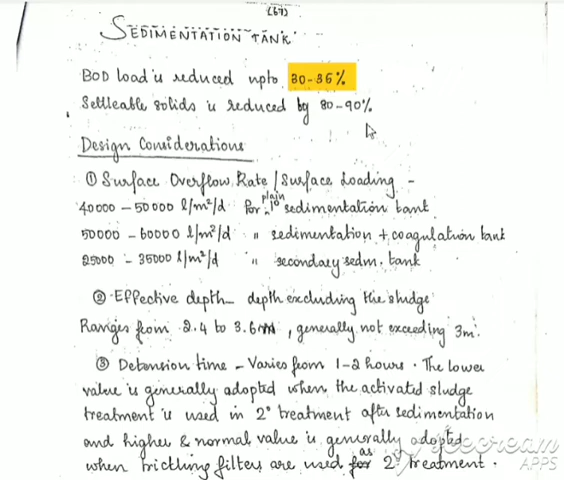 (67)
SEDIMENTATION TANK
BOD load is reduced upto 30-36%
Settleable solids is reduced by 80-90%
Design Considerations
① Surface Overflow Rate / Surface Loading -
40000 - 50000 l/m²/d for plain 1° sedimentation tank
50000 - 60000 l/m²/d " sedimentation + coagulation tank
25000 - 35000 l/m²/d " secondary sedm. tank
② Effective depth - depth excluding the sludge
Ranges from 2.4 to 3.6m, generally not exceeding 3m.
③ Detension time - Varies from 1-2 hours. The lower
value is generally adopted when the activated sludge
treatment is used in 2° treatment after sedimentation
and higher & normal value is generally adopted
when trickling filters are used as 2° treatment.
icecream
APPS